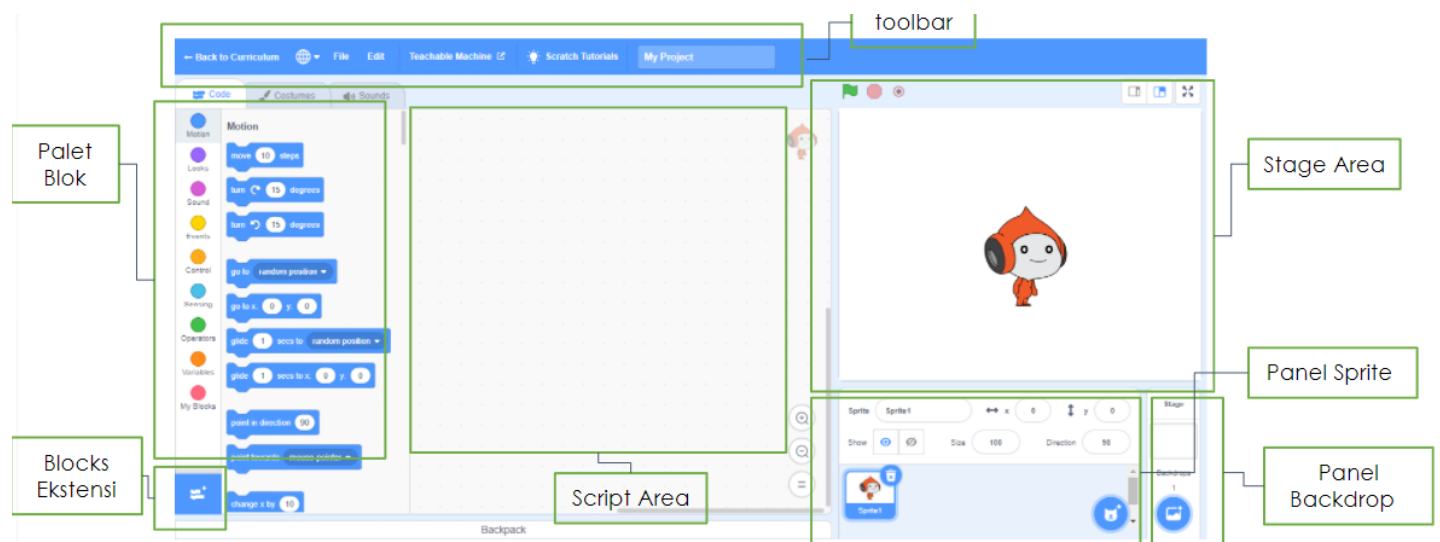 toolbar
← Back to Curriculum File Edit Teachable Machine Scratch Tutorials My Project
Code Costumes Sounds
Palet
Blok
Motion
Looks
Sound
Events
Control
Sensing
Operators
Variables
My Blocks
Blocks
Ekstensi
Motion
move 10 steps
turn 15 degrees
turn 15 degrees
go to random position
go to x: 0 y: 0
glide 1 secs to random position
glide 1 secs to x: 0 y: 0
point in direction 90
point towards mouse-pointer
change x by 10
Script Area
Backpack
Stage Area
Panel Sprite
Sprite Sprite1 x 0 y 0
Show Size 100 Direction 90
Sprite1
Stage
Backdrops
1
Panel
Backdrop